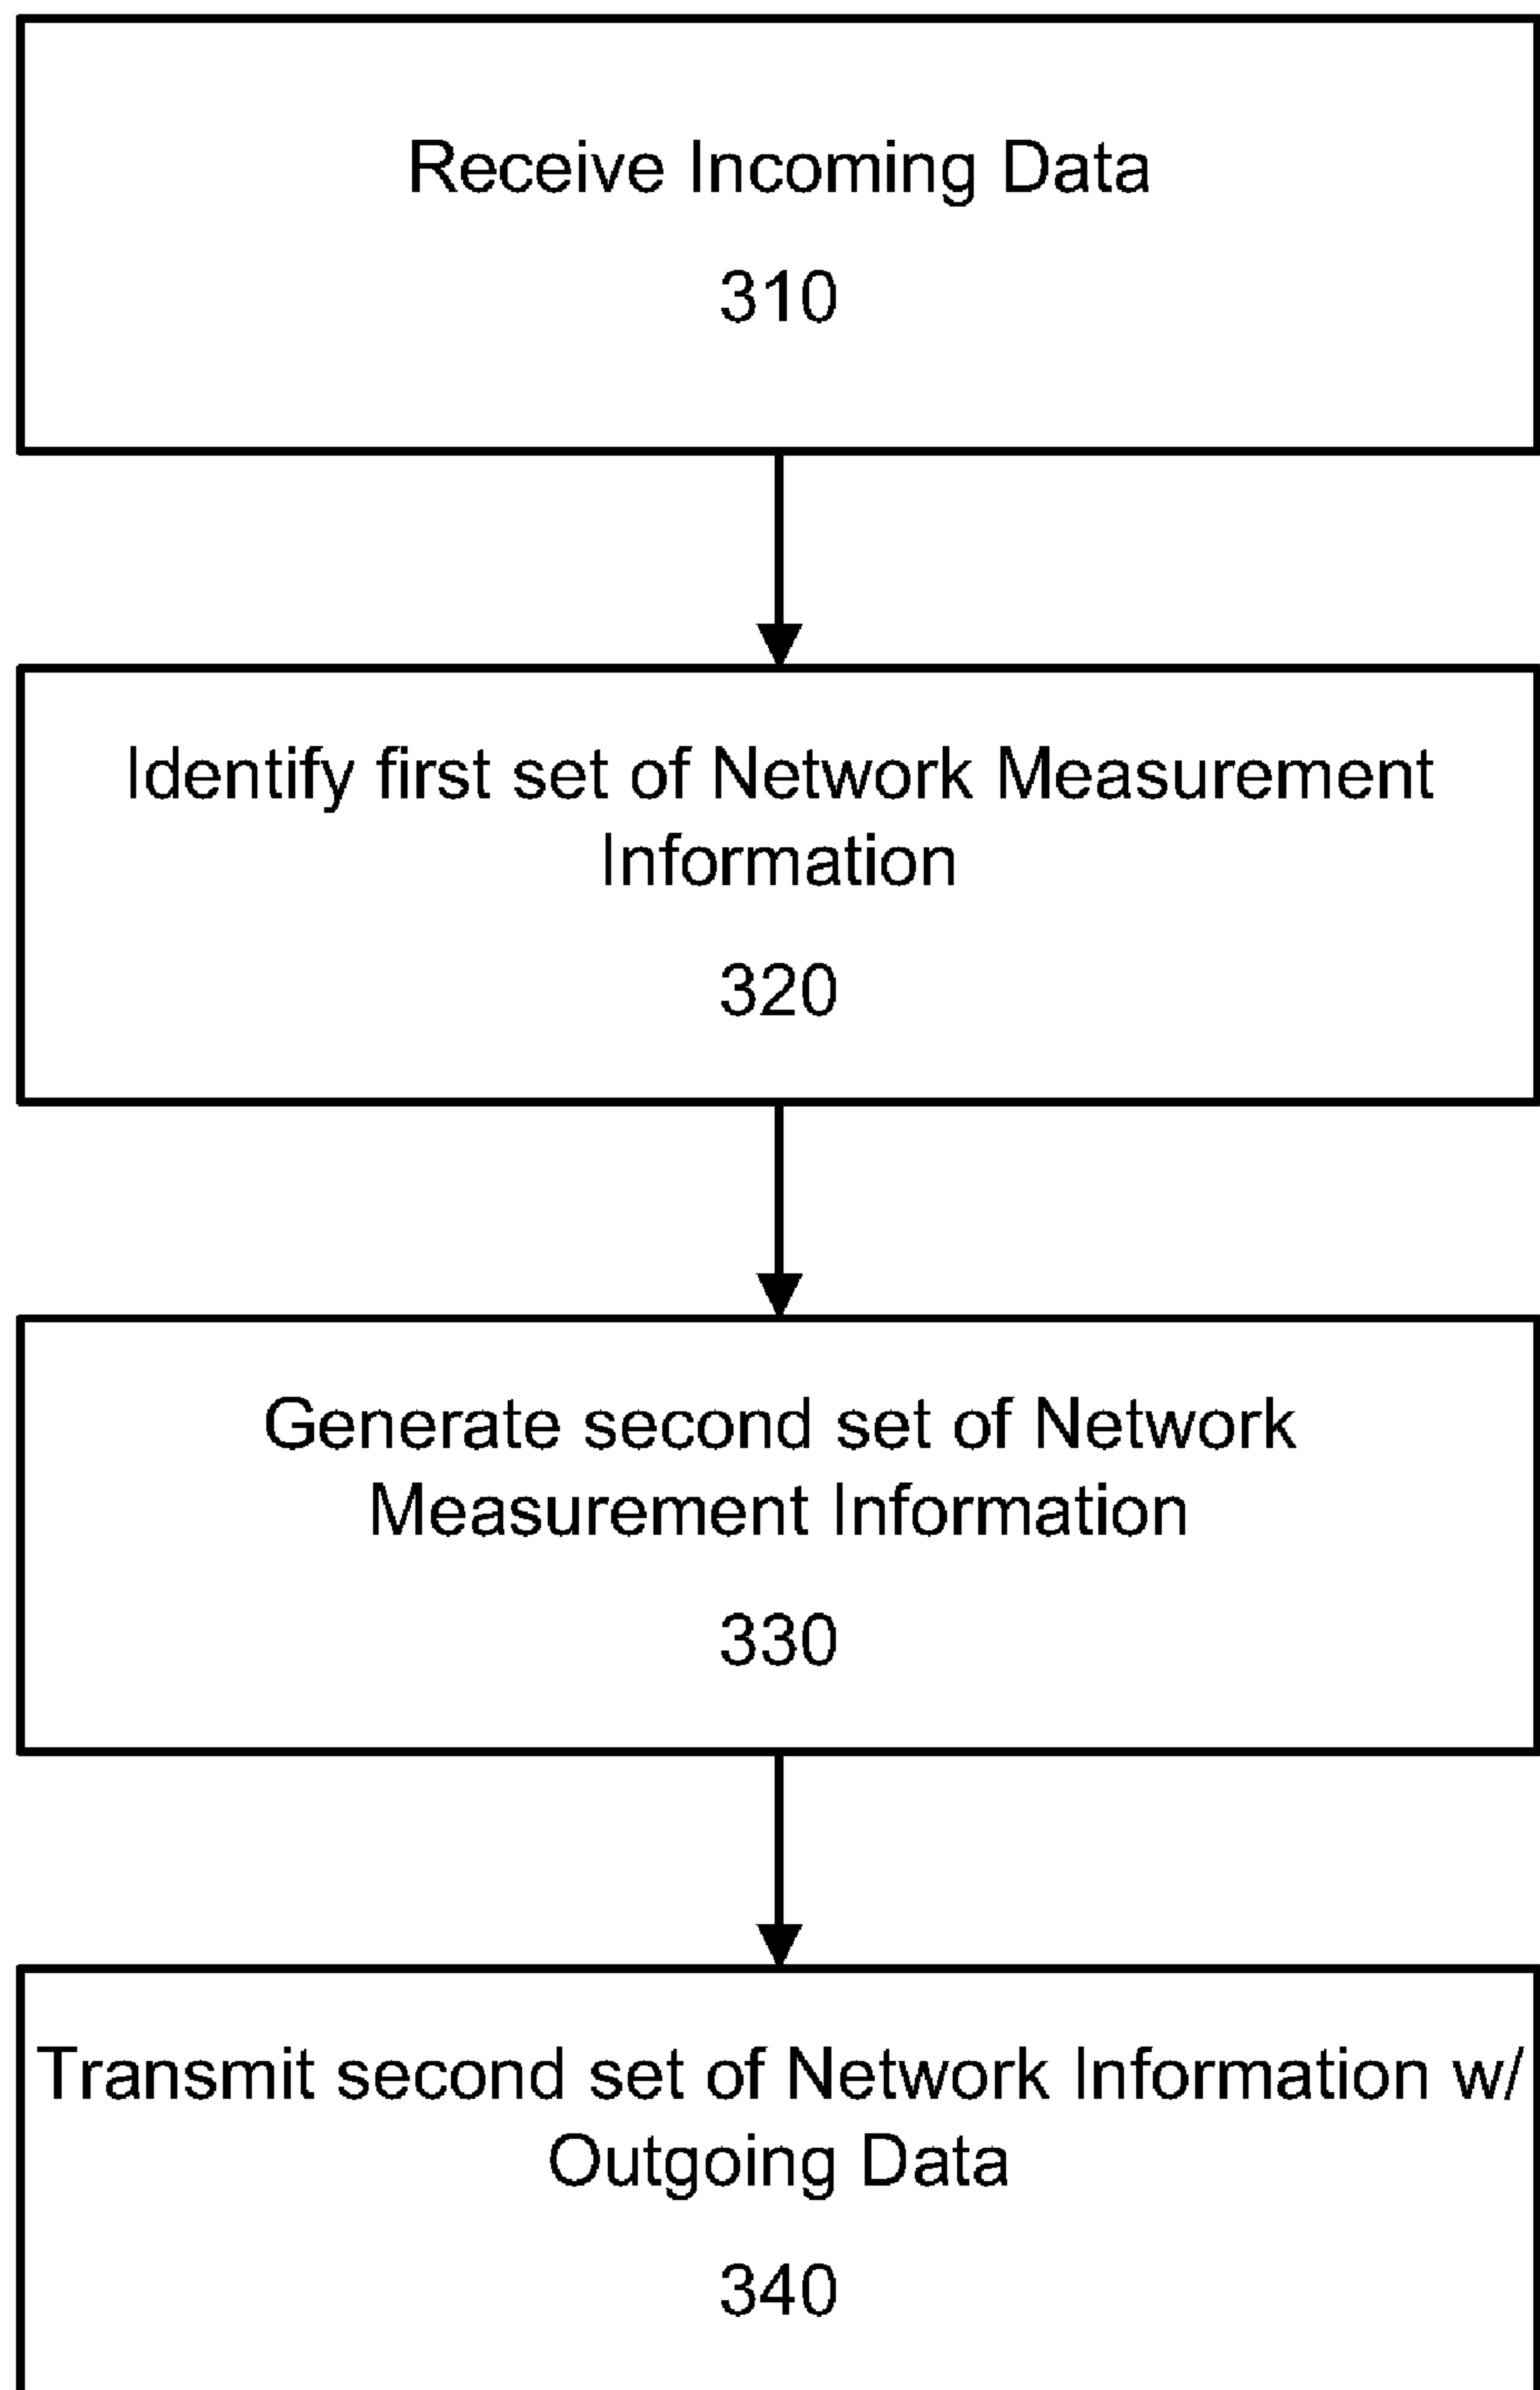 Receive Incoming Data
310
Identify first set of Network Measurement
Information
320
Generate second set of Network
Measurement Information
330
Transmit second set of Network Information w/
Outgoing Data
340